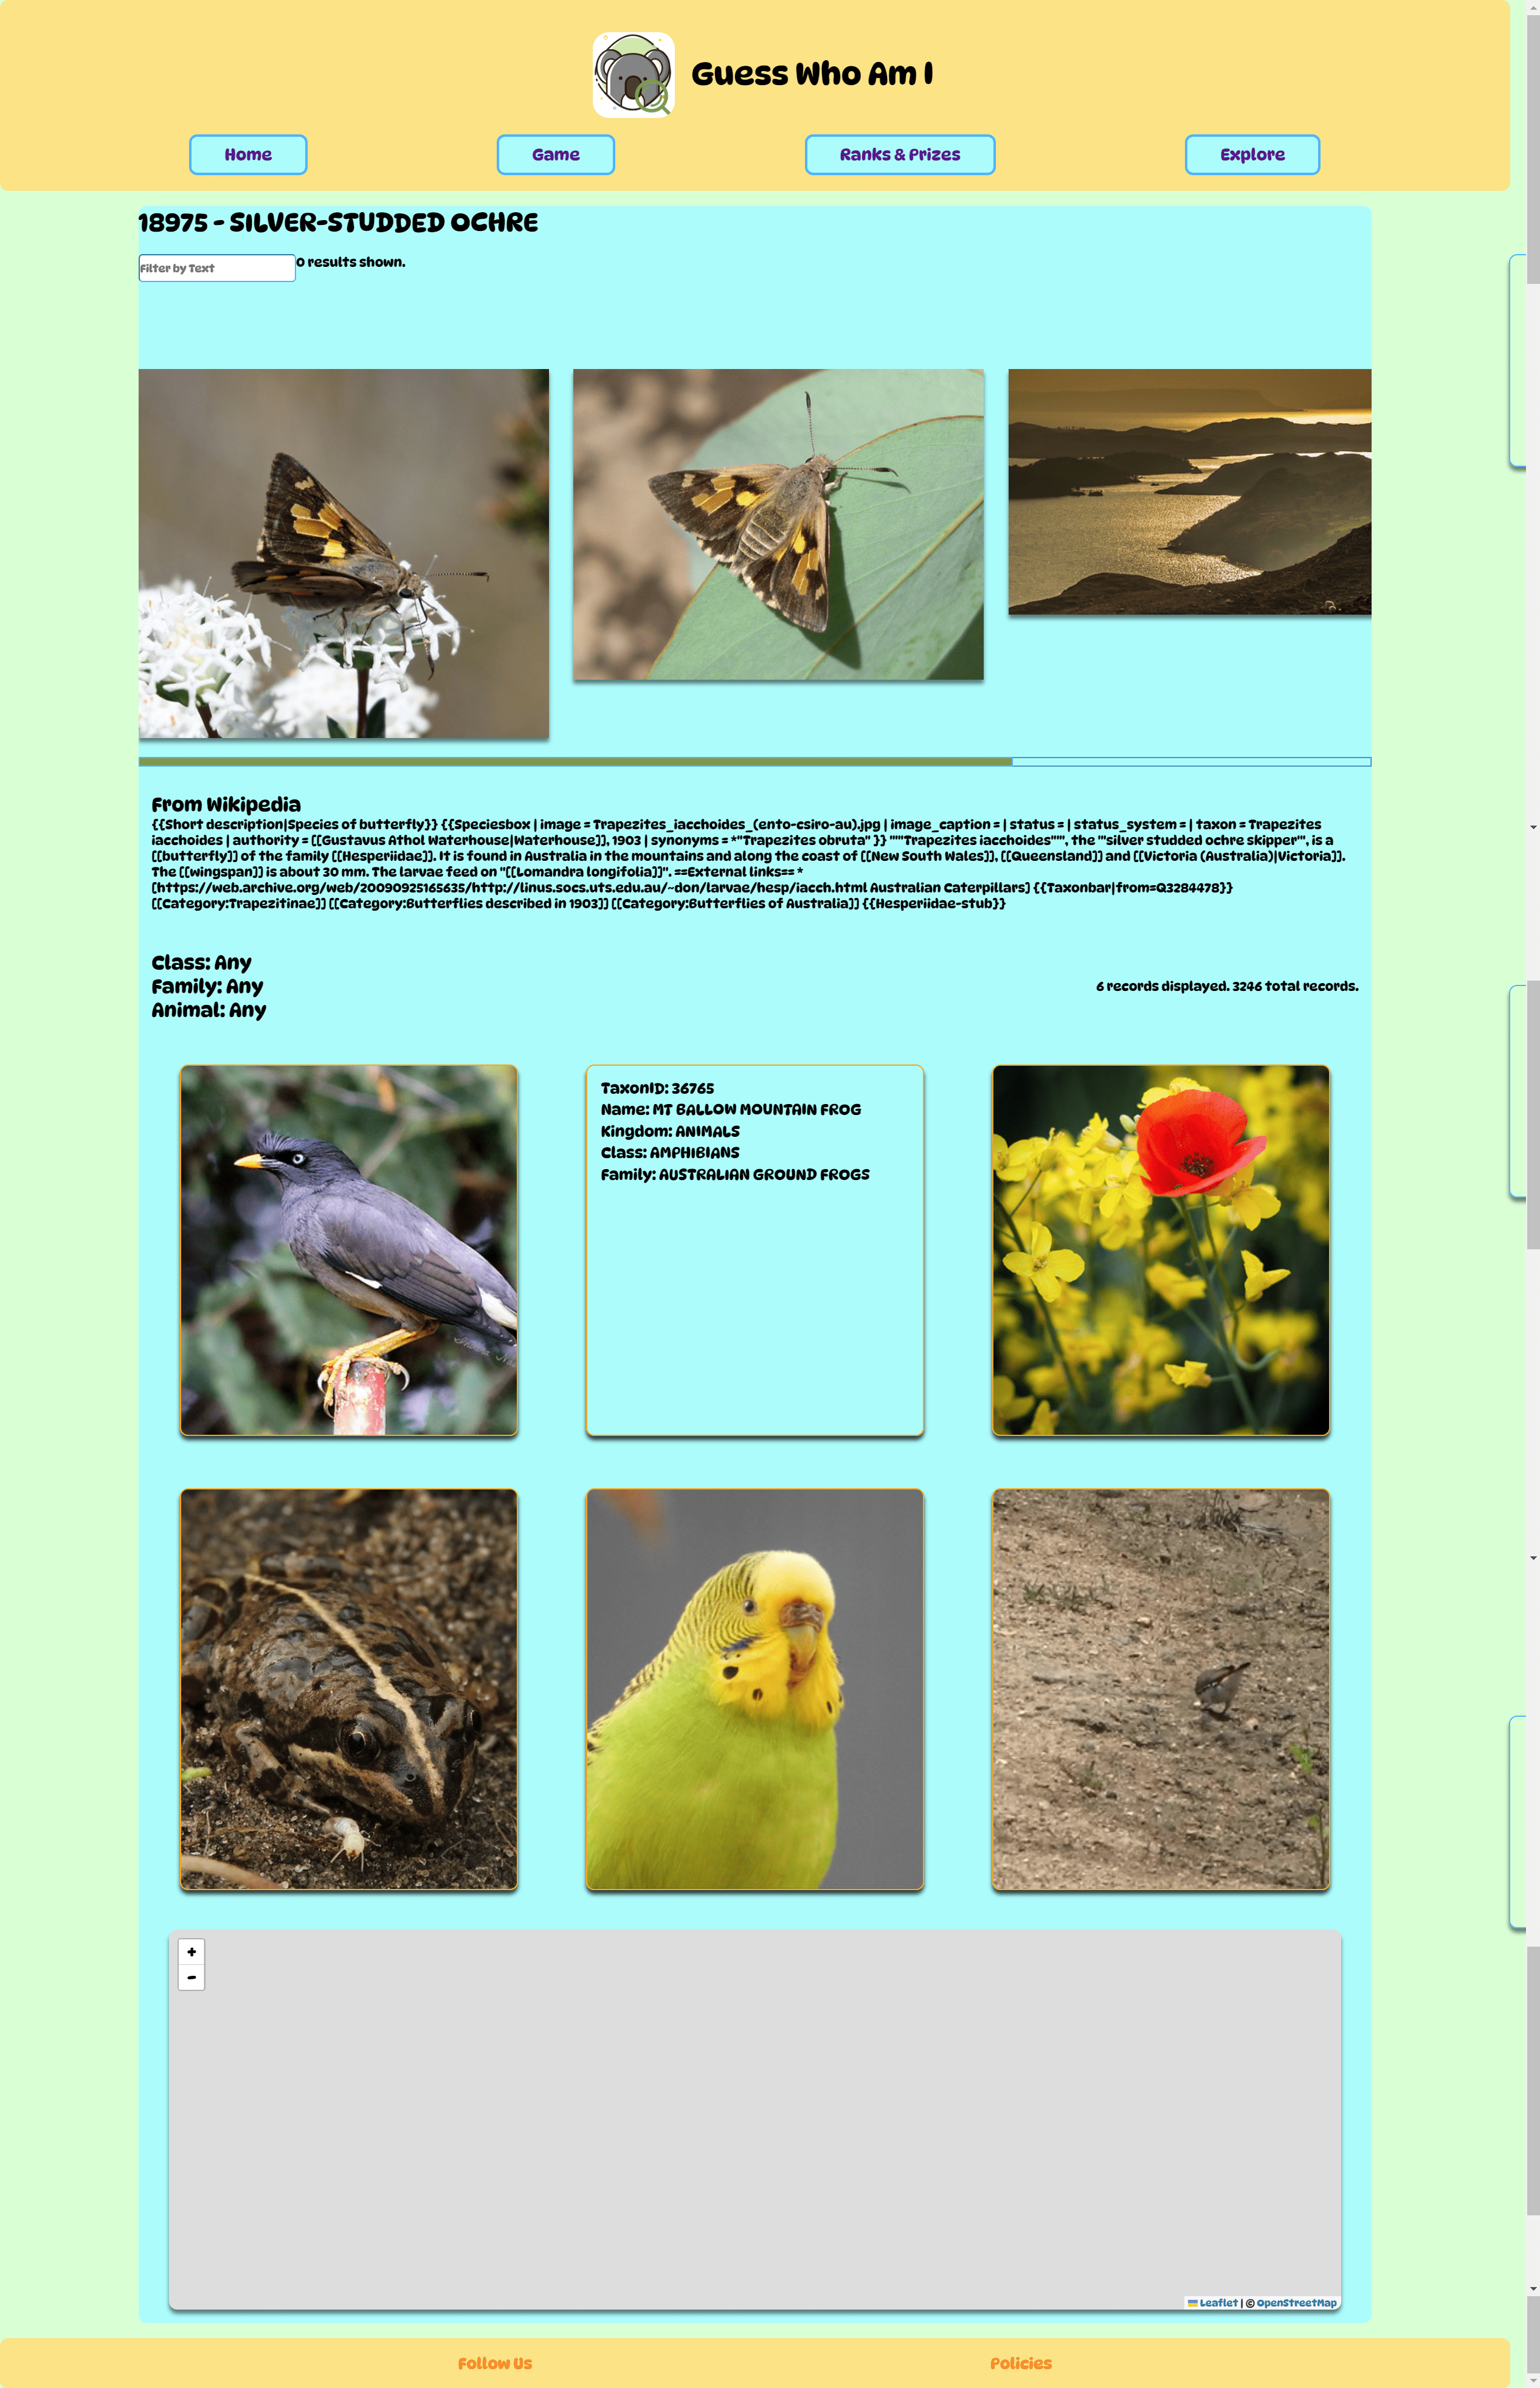 Guess Who Am I
Home
Game
Ranks & Prizes
Explore
18975 - SILVER-STUDDED OCHRE
Filter by Text
0 results shown.
From Wikipedia
{{Short description|Species of butterfly}} {{Speciesbox | image = Trapezites_iacchoides_(ento-csiro-au).jpg | image_caption = | status = | status_system = | taxon = Trapezites
iacchoides | authority = [[Gustavus Athol Waterhouse|Waterhouse]], 1903 | synonyms = *''Trapezites obruta'' }} '''''Trapezites iacchoides''''', the '''silver studded ochre skipper''', is a
[[butterfly]] of the family [[Hesperiidae]]. It is found in Australia in the mountains and along the coast of [[New South Wales]], [[Queensland]] and [[Victoria (Australia)|Victoria]].
The [[wingspan]] is about 30 mm. The larvae feed on ''[[Lomandra longifolia]]''. ==External links== *
[https://web.archive.org/web/20090925165635/http://linus.socs.uts.edu.au/~don/larvae/hesp/iacch.html Australian Caterpillars] {{Taxonbar|from=Q3284478}}
[[Category:Trapezitinae]] [[Category:Butterflies described in 1903]] [[Category:Butterflies of Australia]] {{Hesperiidae-stub}}
Class: Any
Family: Any
Animal: Any
6 records displayed. 3246 total records.
TaxonID: 36765
Name: MT BALLOW MOUNTAIN FROG
Kingdom: ANIMALS
Class: AMPHIBIANS
Family: AUSTRALIAN GROUND FROGS
+
-
Leaflet | © OpenStreetMap
Follow Us
Policies